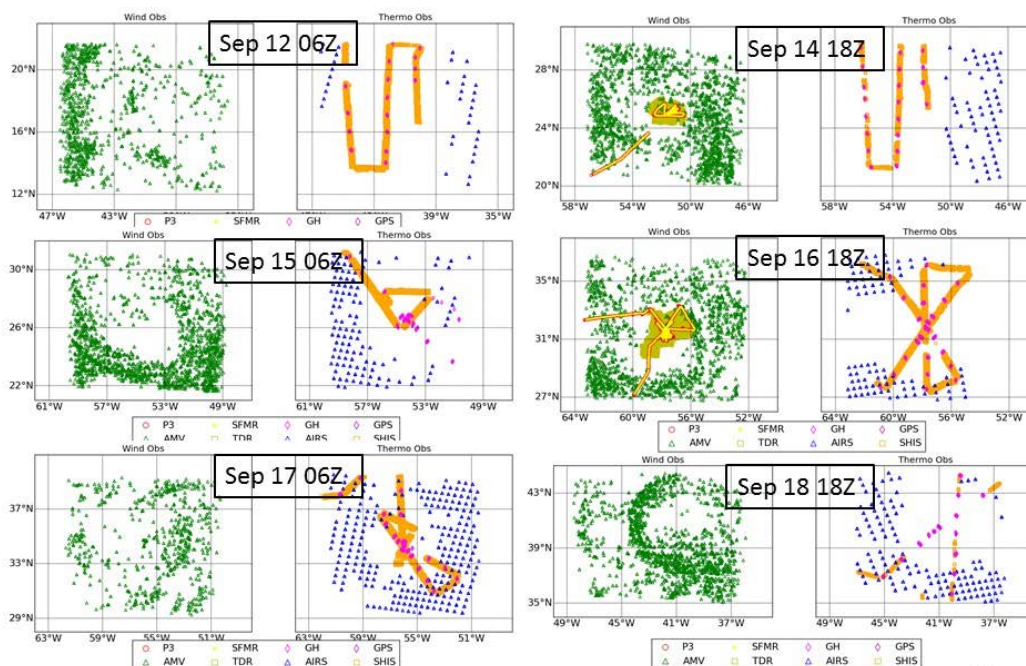 Wind Obs Thermo Obs
Sep 12 06Z
20°N
16°N
12°N
47°W 43°W 39°W 35°W
P3 SFMR GH GPS
Wind Obs Thermo Obs
Sep 14 18Z
28°N
24°N
20°N
58°W 54°W 50°W 46°W 58°W 54°W 50°W 46°W
Wind Obs Thermo Obs
Sep 15 06Z
30°N
26°N
22°N
61°W 57°W 53°W 49°W 61°W 57°W 53°W 49°W
P3 SFMR GH GPS
AMV TDR AIRS SHIS
Wind Obs Thermo Obs
Sep 16 18Z
35°N
31°N
27°N
64°W 60°W 56°W 52°W 64°W 60°W 56°W 52°W
P3 SFMR GH GPS
AMV TDR AIRS SHIS
Wind Obs Thermo Obs
Sep 17 06Z
37°N
33°N
29°N
63°W 59°W 55°W 51°W 63°W 59°W 55°W 51°W
P3 SFMR GH GPS
AMV TDR AIRS SHIS
Wind Obs Thermo Obs
Sep 18 18Z
43°N
39°N
35°N
49°W 45°W 41°W 37°W 49°W 45°W 41°W 37°W
P3 SFMR GH GPS
AMV TDR AIRS SHIS